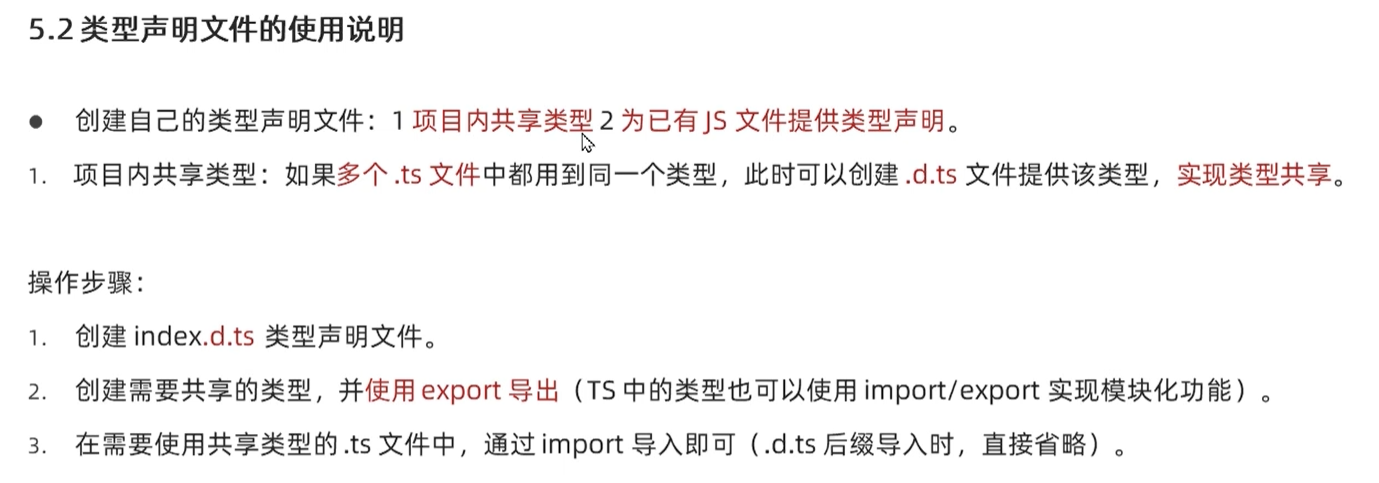 5.2 类型声明文件的使用说明
● 创建自己的类型声明文件：1 项目内共享类型 2 为已有 JS 文件提供类型声明。
1. 项目内共享类型：如果多个 .ts 文件中都用到同一个类型，此时可以创建 .d.ts 文件提供该类型，实现类型共享。
操作步骤：
1. 创建 index.d.ts 类型声明文件。
2. 创建需要共享的类型，并使用 export 导出（TS 中的类型也可以使用 import/export 实现模块化功能）。
3. 在需要使用共享类型的 .ts 文件中，通过 import 导入即可（.d.ts 后缀导入时，直接省略）。